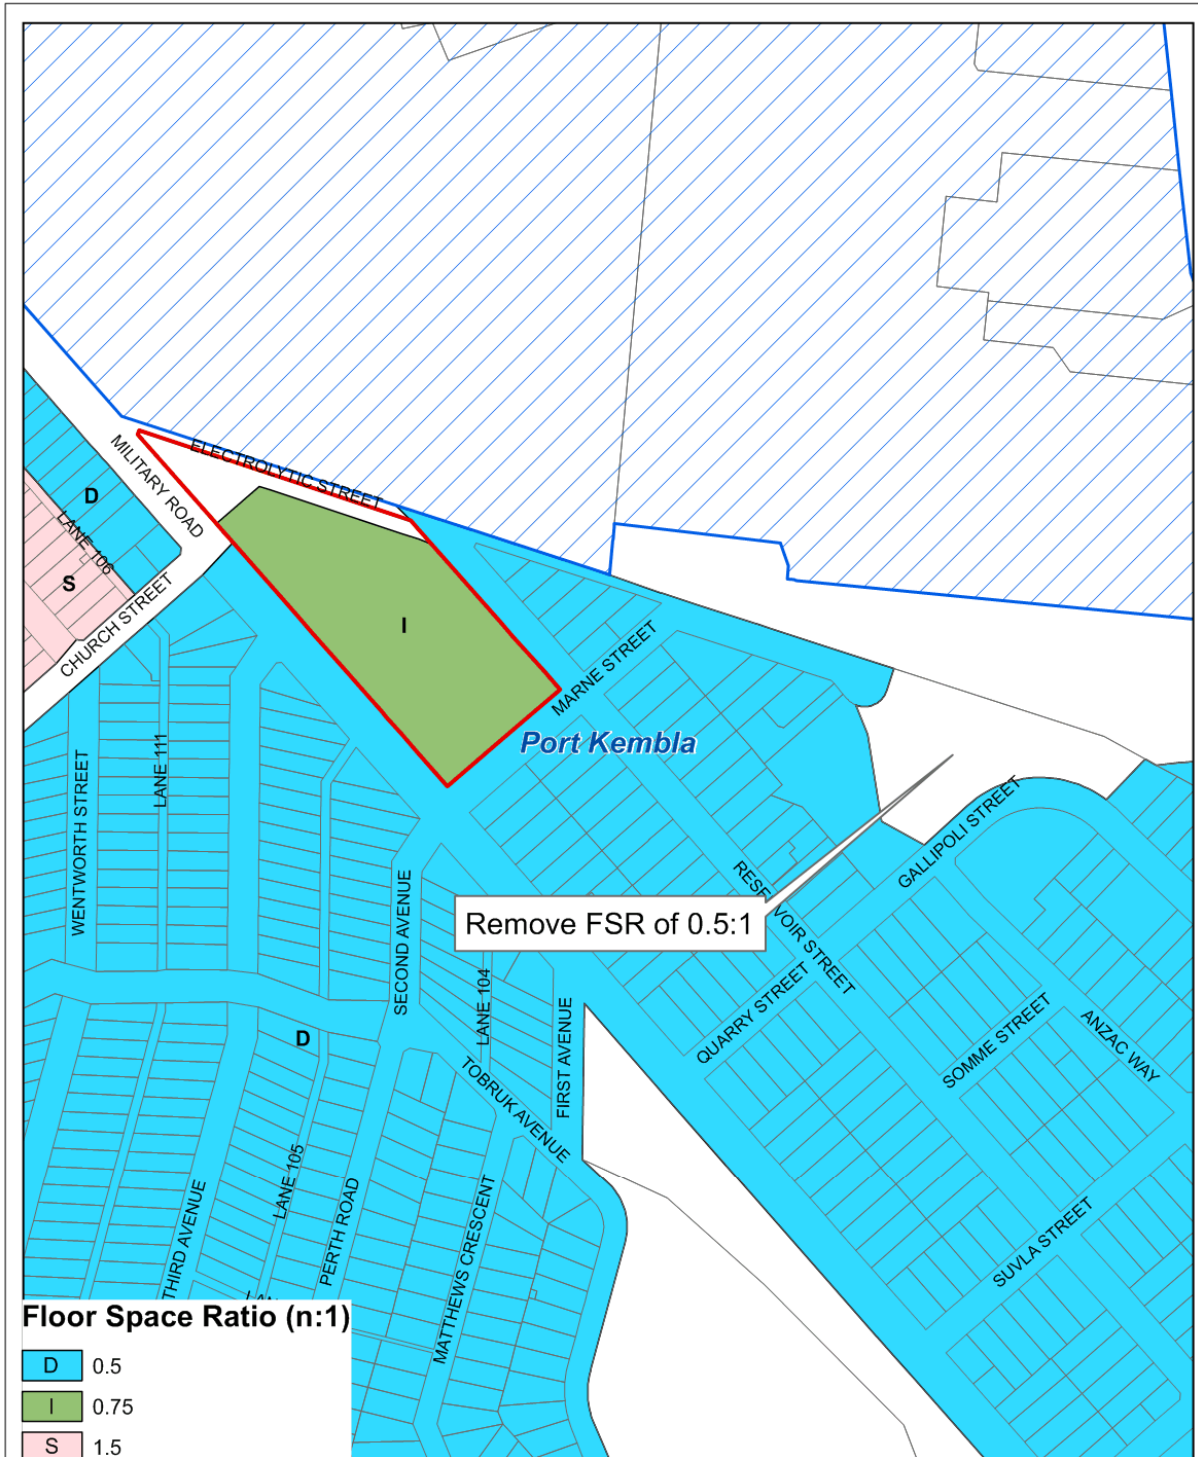 ELECTROLYTIC STREET
MILITARY ROAD
D
LANE 106
S
CHURCH STREET
I
MARNE STREET
Port Kembla
LANE 111
WENTWORTH STREET
GALLIPOLI STREET
RESERVOIR STREET
Remove FSR of 0.5:1
SECOND AVENUE
LANE 104
FIRST AVENUE
QUARRY STREET
SOMME STREET
ANZAC WAY
D
TOBRUK AVENUE
LANE 105
PERTH ROAD
THIRD AVENUE
MATTHEWS CRESCENT
SUVLA STREET
Floor Space Ratio (n:1)
D 0.5
I 0.75
S 1.5